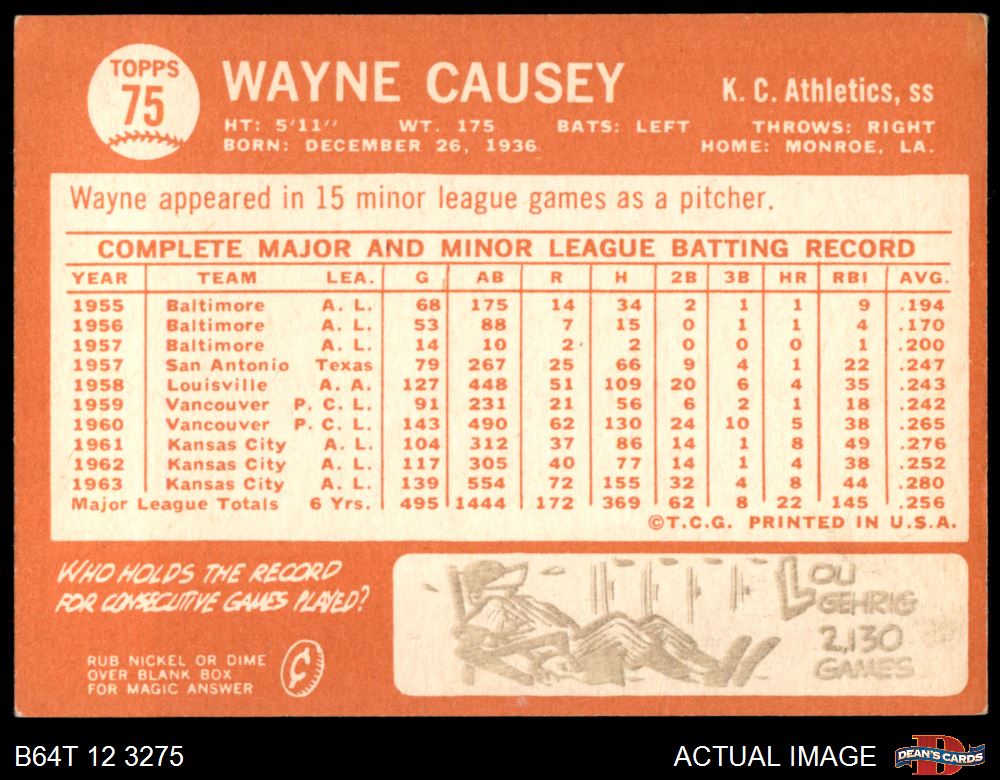 TOPPS
75
WAYNE CAUSEY
K. C. Athletics, ss
HT: 5'11" WT. 175 BATS: LEFT THROWS: RIGHT
BORN: DECEMBER 26, 1936 HOME: MONROE, LA.
Wayne appeared in 15 minor league games as a pitcher.
COMPLETE MAJOR AND MINOR LEAGUE BATTING RECORD
YEAR TEAM LEA. G AB R H 2B 3B HR RBI AVG.
1955 Baltimore A. L. 68 175 14 34 2 1 1 9 .194
1956 Baltimore A. L. 53 88 7 15 0 1 1 4 .170
1957 Baltimore A. L. 14 10 2 2 0 0 0 1 .200
1957 San Antonio Texas 79 267 25 66 9 4 1 22 .247
1958 Louisville A. A. 127 448 51 109 20 6 4 35 .243
1959 Vancouver P. C. L. 91 231 21 56 6 2 1 18 .242
1960 Vancouver P. C. L. 143 490 62 130 24 10 5 38 .265
1961 Kansas City A. L. 104 312 37 86 14 1 8 49 .276
1962 Kansas City A. L. 117 305 40 77 14 1 4 38 .252
1963 Kansas City A. L. 139 554 72 155 32 4 8 44 .280
Major League Totals 6 Yrs. 495 1444 172 369 62 8 22 145 .256
©T.C.G. PRINTED IN U.S.A.
WHO HOLDS THE RECORD
FOR CONSECUTIVE GAMES PLAYED?
RUB NICKEL OR DIME
OVER BLANK BOX
FOR MAGIC ANSWER
¢
LOU
GEHRIG
2,130
GAMES
B64T 12 3275
ACTUAL IMAGE
D
DEAN'S CARDS